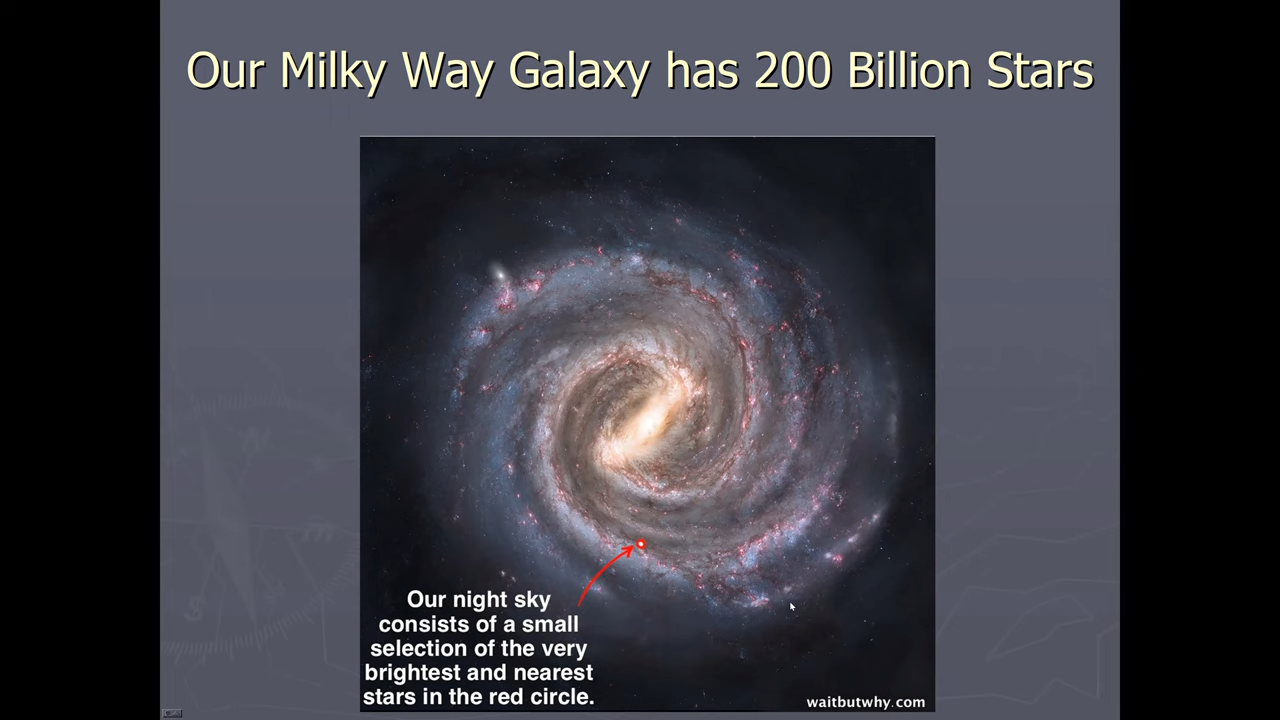 Our Milky Way Galaxy has 200 Billion Stars
Our night sky
consists of a small
selection of the very
brightest and nearest
stars in the red circle.
waitbutwhy.com
N
S